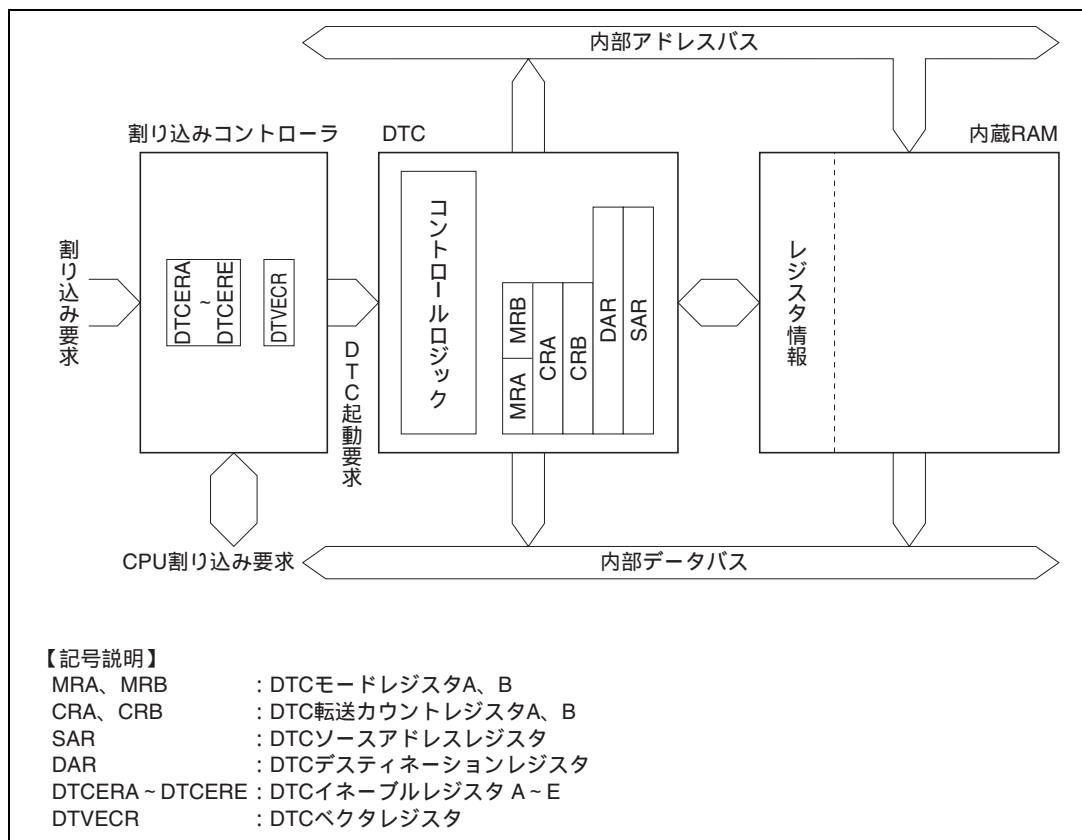 内部アドレスバス
割り込みコントローラ
DTC
内蔵RAM
割り込み要求
DTCERA
~
DTCERE
DTVECR
DTC起動要求
コントロールロジック
MRA
MRB
CRA
CRB
DAR
SAR
レジスタ情報
CPU割り込み要求
内部データバス
【記号説明】
MRA、MRB : DTCモードレジスタA、B
CRA、CRB : DTC転送カウントレジスタA、B
SAR : DTCソースアドレスレジスタ
DAR : DTCデスティネーションレジスタ
DTCERA~DTCERE : DTCイネーブルレジスタ A~E
DTVECR : DTCベクタレジスタ